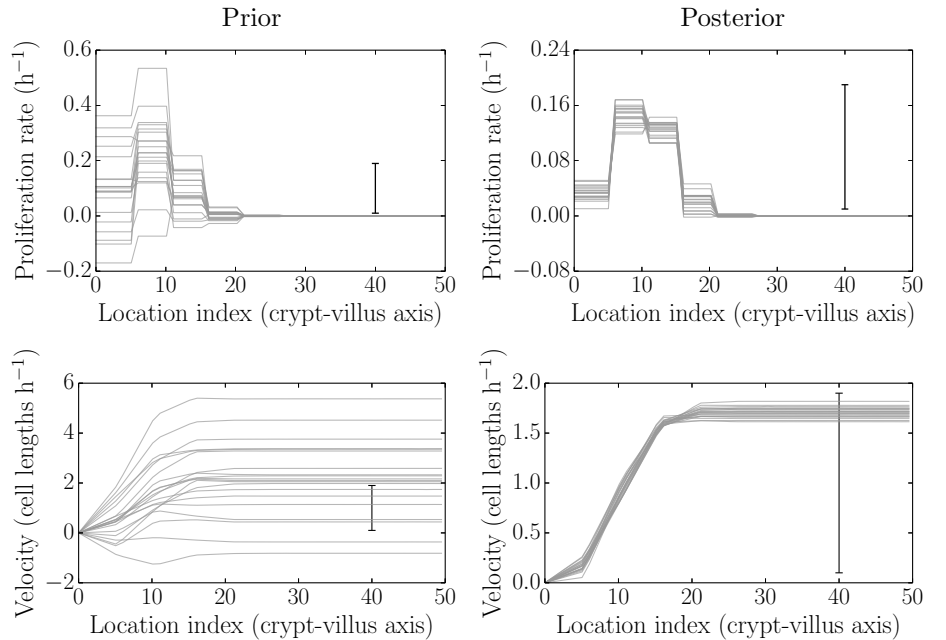 Prior
Posterior
Proliferation rate (h⁻¹)
0.6
0.4
0.2
0.0
−0.2
0 10 20 30 40 50
Location index (crypt-villus axis)
Proliferation rate (h⁻¹)
0.24
0.16
0.08
0.00
−0.08
0 10 20 30 40 50
Location index (crypt-villus axis)
Velocity (cell lengths h⁻¹)
6
4
2
0
−2
0 10 20 30 40 50
Location index (crypt-villus axis)
Velocity (cell lengths h⁻¹)
2.0
1.5
1.0
0.5
0.0
0 10 20 30 40 50
Location index (crypt-villus axis)